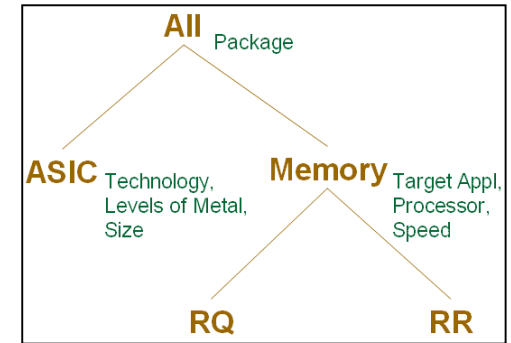 All
Package
ASIC
Technology,
Levels of Metal,
Size
Memory
Target Appl,
Processor,
Speed
RQ
RR